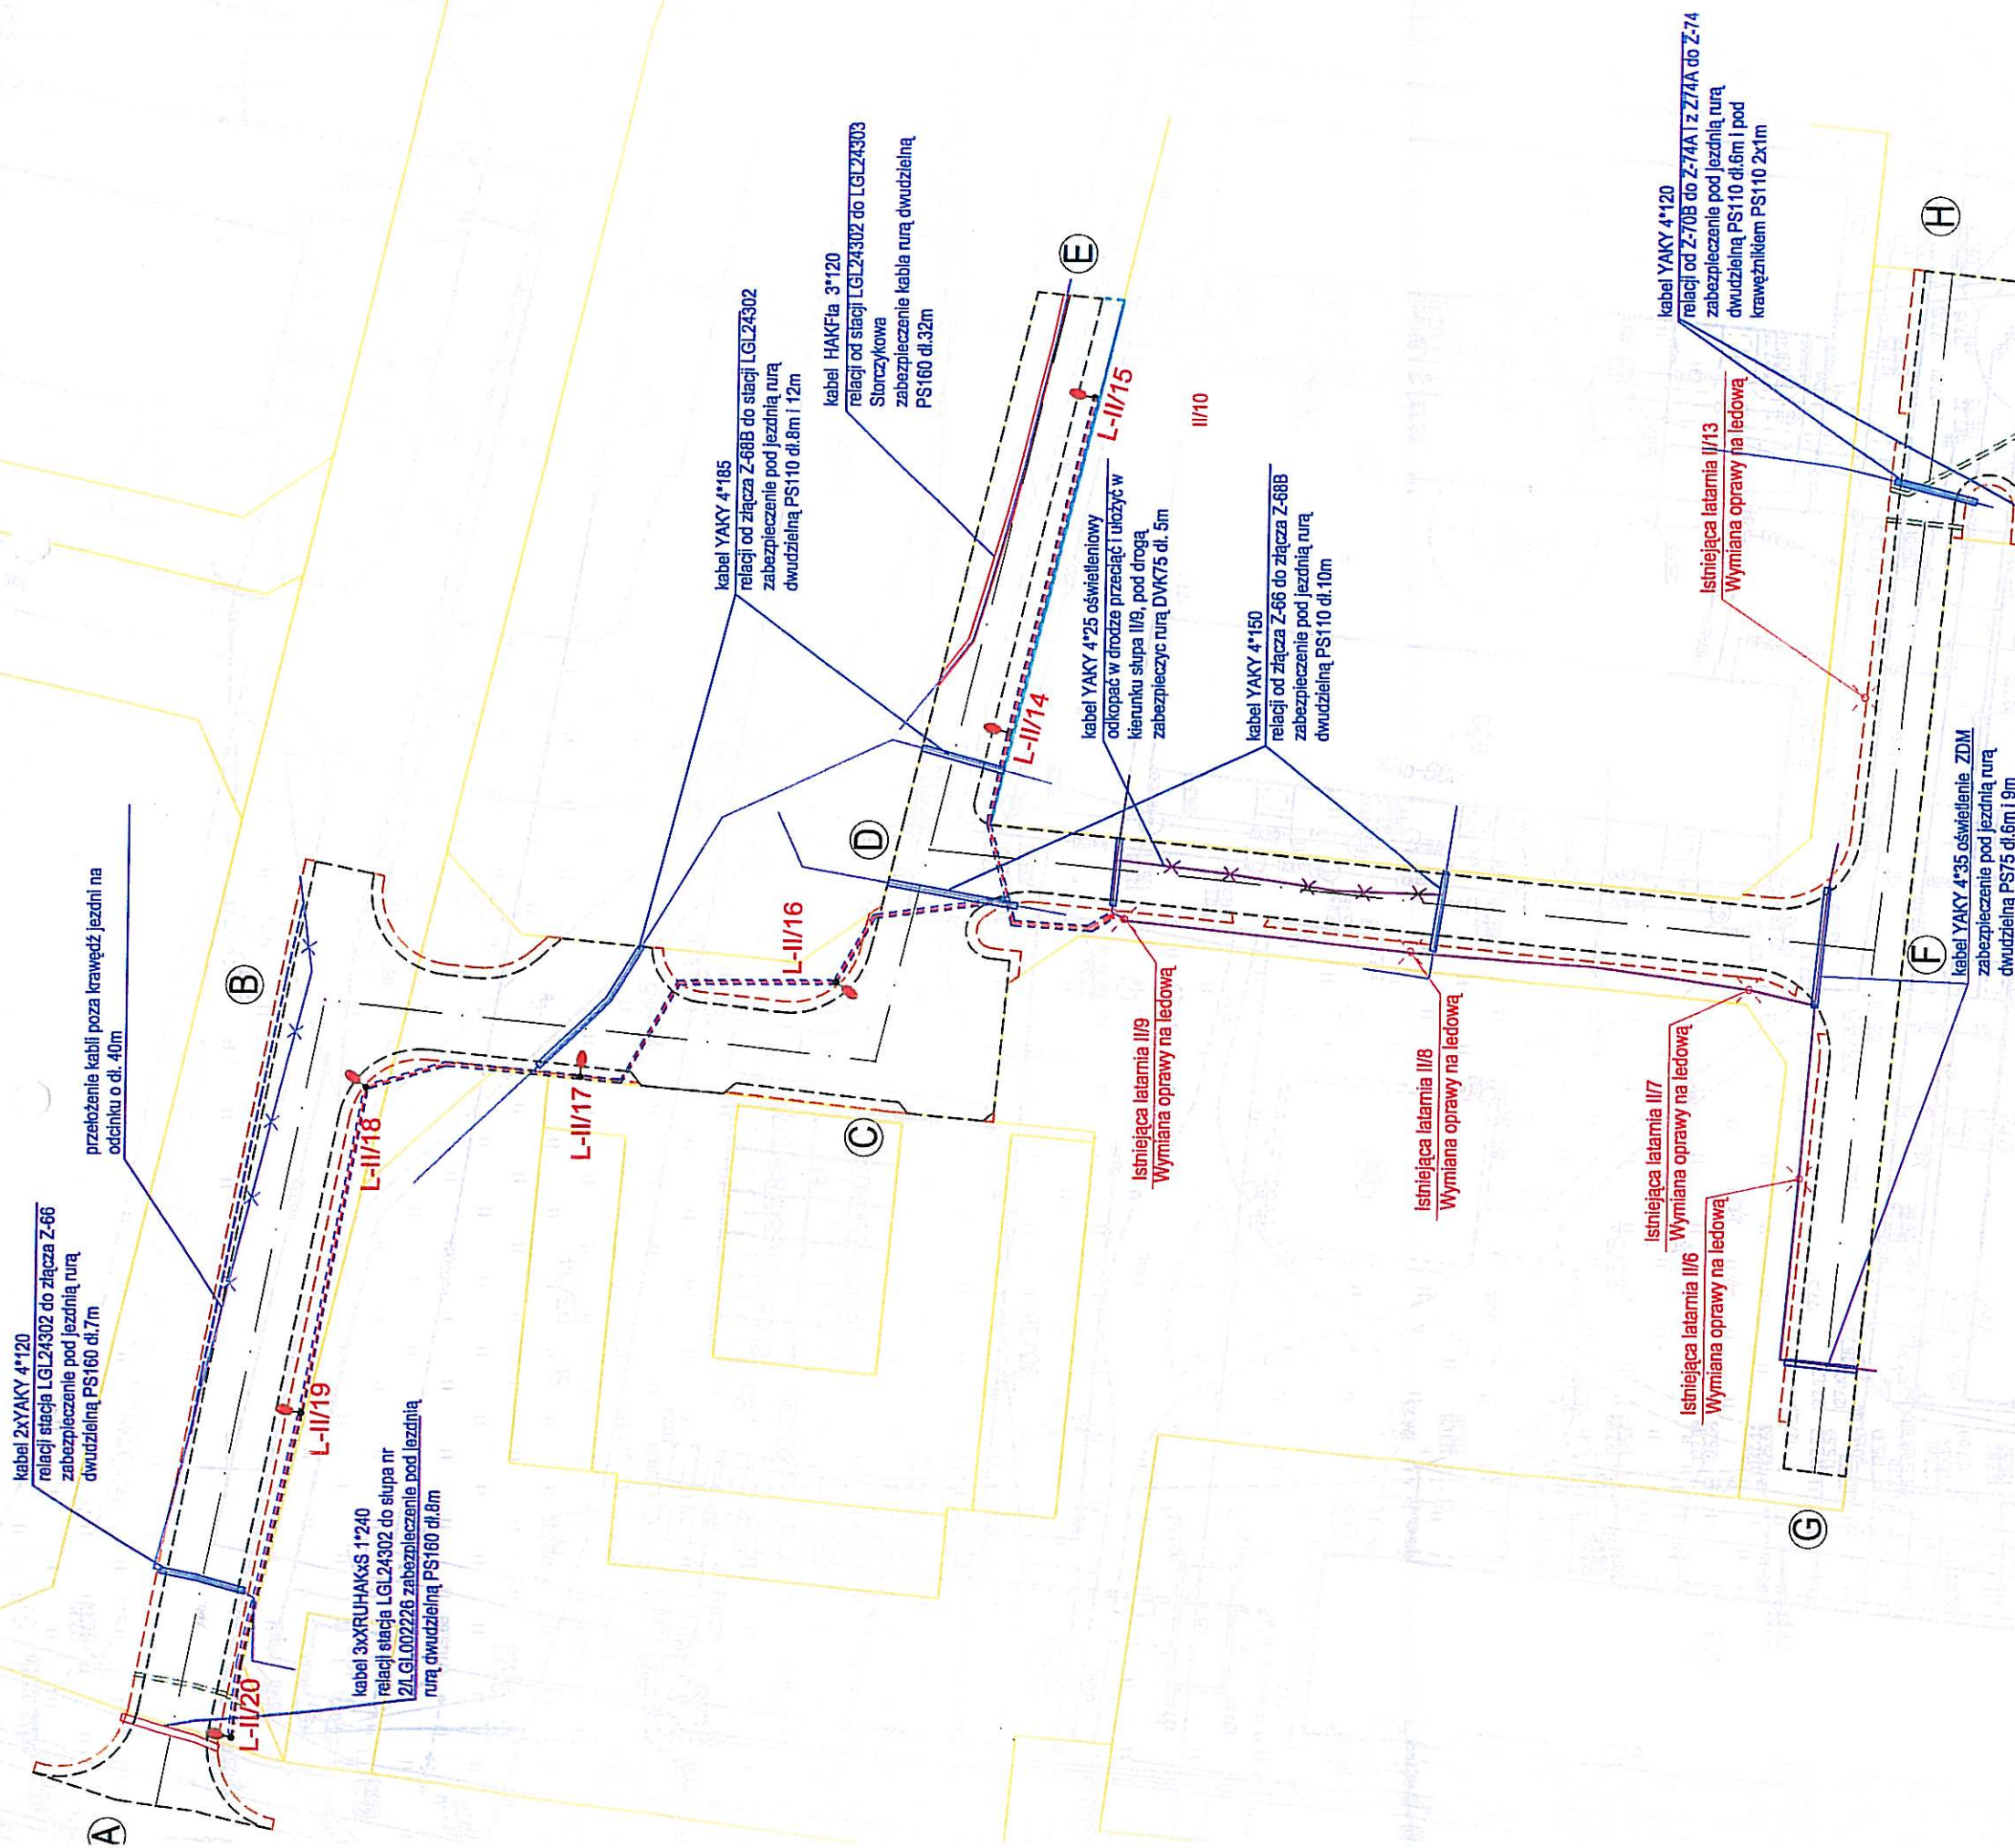 kabel 2xYAKY 4*120
relacji stacja LGL24302 do złącza Z-66
zabezpieczenie pod jezdnią rurą
dwudzielną PS160 dł.7m
przełożenie kabli poza krawędź jezdni na
odcinku o dł. 40m
kabel 3xXRUHAKxS 1*240
relacji stacja LGL24302 do słupa nr
2/LGL002226 zabezpieczenie pod jezdnią
rurą dwudzielną PS160 dł.8m
A
B
C
D
E
F
G
H
L-II/20
L-II/19
L-II/18
L-II/17
L-II/16
L-II/14
L-II/15
II/10
kabel YAKY 4*185
relacji od złącza Z-68B do stacji LGL24302
zabezpieczenie pod jezdnią rurą
dwudzielną PS110 dł.8m i 12m
kabel HAKFta 3*120
relacji od stacji LGL24302 do LGL24303
Storczykowa
zabezpieczenie kabla rurą dwudzielną
PS160 dł.32m
kabel YAKY 4*25 oświetleniowy
odkopać w drodze przeciąć i ułożyć w
kierunku słupa II/9, pod drogą
zabezpieczyc rurą DVK75 dł. 5m
kabel YAKY 4*150
relacji od złącza Z-66 do złącza Z-68B
zabezpieczenie pod jezdnią rurą
dwudzielną PS110 dł.10m
Istniejąca latarnia II/9
Wymiana oprawy na ledową
Istniejąca latarnia II/8
Wymiana oprawy na ledową
Istniejąca latarnia II/7
Wymiana oprawy na ledową
Istniejąca latarnia II/6
Wymiana oprawy na ledową
Istniejąca latarnia II/13
Wymiana oprawy na ledową
kabel YAKY 4*120
relacji od Z-70B do Z-74A i z Z74A do Z-74
zabezpieczenie pod jezdnią rurą
dwudzielną PS110 dł.6m i pod
krawężnikiem PS110 2x1m
kabel YAKY 4*35 oświetlenie ZDM
zabezpieczenie pod jezdnią rurą
dwudzielną PS75 dł.6m i 9m